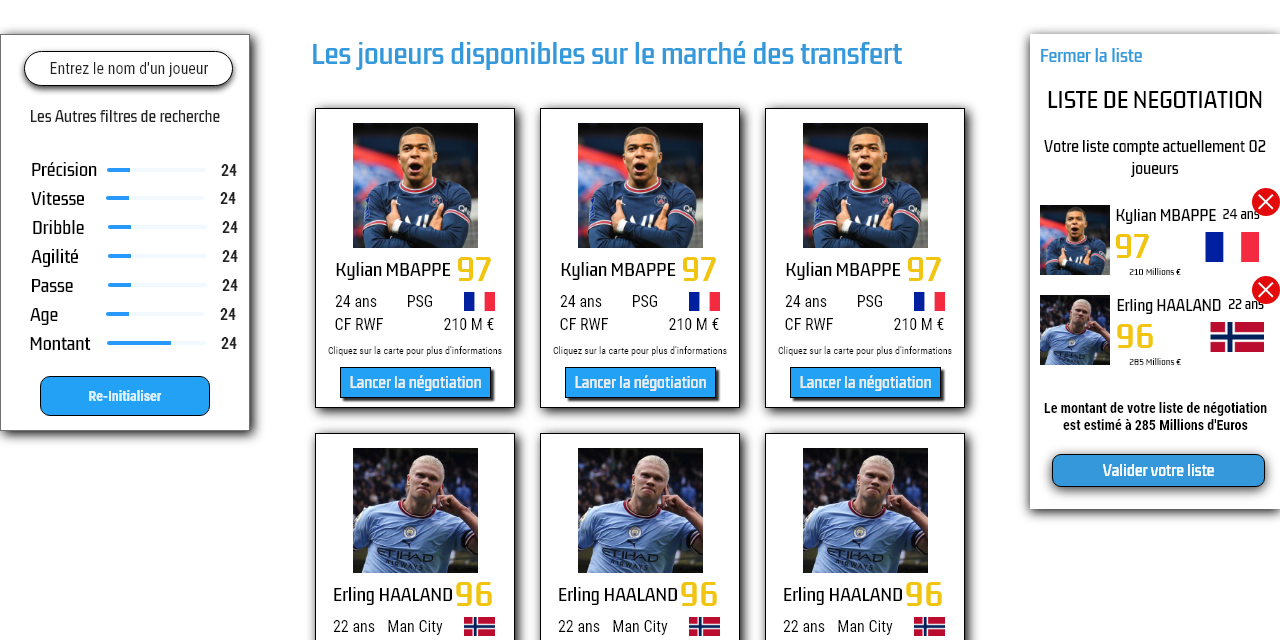 Entrez le nom d'un joueur
Les Autres filtres de recherche
Précision 24
Vitesse 24
Dribble 24
Agilité 24
Passe 24
Age 24
Montant 24
Re-Initialiser
Les joueurs disponibles sur le marché des transfert
Kylian MBAPPE 97
24 ans PSG
CF RWF 210 M €
Cliquez sur la carte pour plus d'informations
Lancer la négotiation
Kylian MBAPPE 97
24 ans PSG
CF RWF 210 M €
Cliquez sur la carte pour plus d'informations
Lancer la négotiation
Kylian MBAPPE 97
24 ans PSG
CF RWF 210 M €
Cliquez sur la carte pour plus d'informations
Lancer la négotiation
ETIHAD
AIRWAYS
Erling HAALAND 96
22 ans Man City
ETIHAD
AIRWAYS
Erling HAALAND 96
22 ans Man City
ETIHAD
AIRWAYS
Erling HAALAND 96
22 ans Man City
Fermer la liste
LISTE DE NEGOTIATION
Votre liste compte actuellement 02
joueurs
Kylian MBAPPE 24 ans
97
210 Millions €
Erling HAALAND 22 ans
96
285 Millions €
Le montant de votre liste de négotiation
est estimé à 285 Millions d'Euros
Valider votre liste